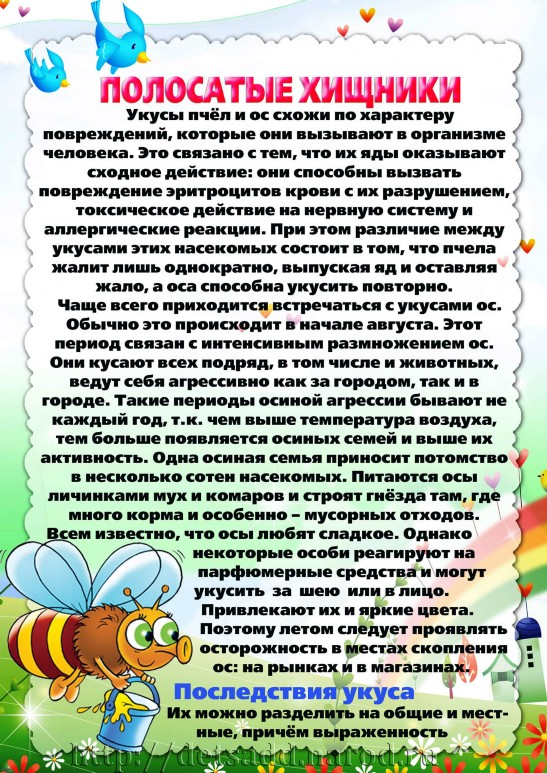 ПОЛОСАТЫЕ ХИЩНИКИ
Укусы пчёл и ос схожи по характеру
повреждений, которые они вызывают в организме
человека. Это связано с тем, что их яды оказывают
сходное действие: они способны вызвать
повреждение эритроцитов крови с их разрушением,
токсическое действие на нервную систему и
аллергические реакции. При этом различие между
укусами этих насекомых состоит в том, что пчела
жалит лишь однократно, выпуская яд и оставляя
жало, а оса способна укусить повторно.
Чаще всего приходится встречаться с укусами ос.
Обычно это происходит в начале августа. Этот
период связан с интенсивным размножением ос.
Они кусают всех подряд, в том числе и животных,
ведут себя агрессивно как за городом, так и в
городе. Такие периоды осиной агрессии бывают не
каждый год, т.к. чем выше температура воздуха,
тем больше появляется осиных семей и выше их
активность. Одна осиная семья приносит потомство
в несколько сотен насекомых. Питаются осы
личинками мух и комаров и строят гнёзда там, где
много корма и особенно – мусорных отходов.
Всем известно, что осы любят сладкое. Однако
некоторые особи реагируют на
парфюмерные средства и могут
укусить за шею или в лицо.
Привлекают их и яркие цвета.
Поэтому летом следует проявлять
осторожность в местах скопления
ос: на рынках и в магазинах.
Последствия укуса
Их можно разделить на общие и мест-
ные, причём выраженность
http://detsadd.narod.ru